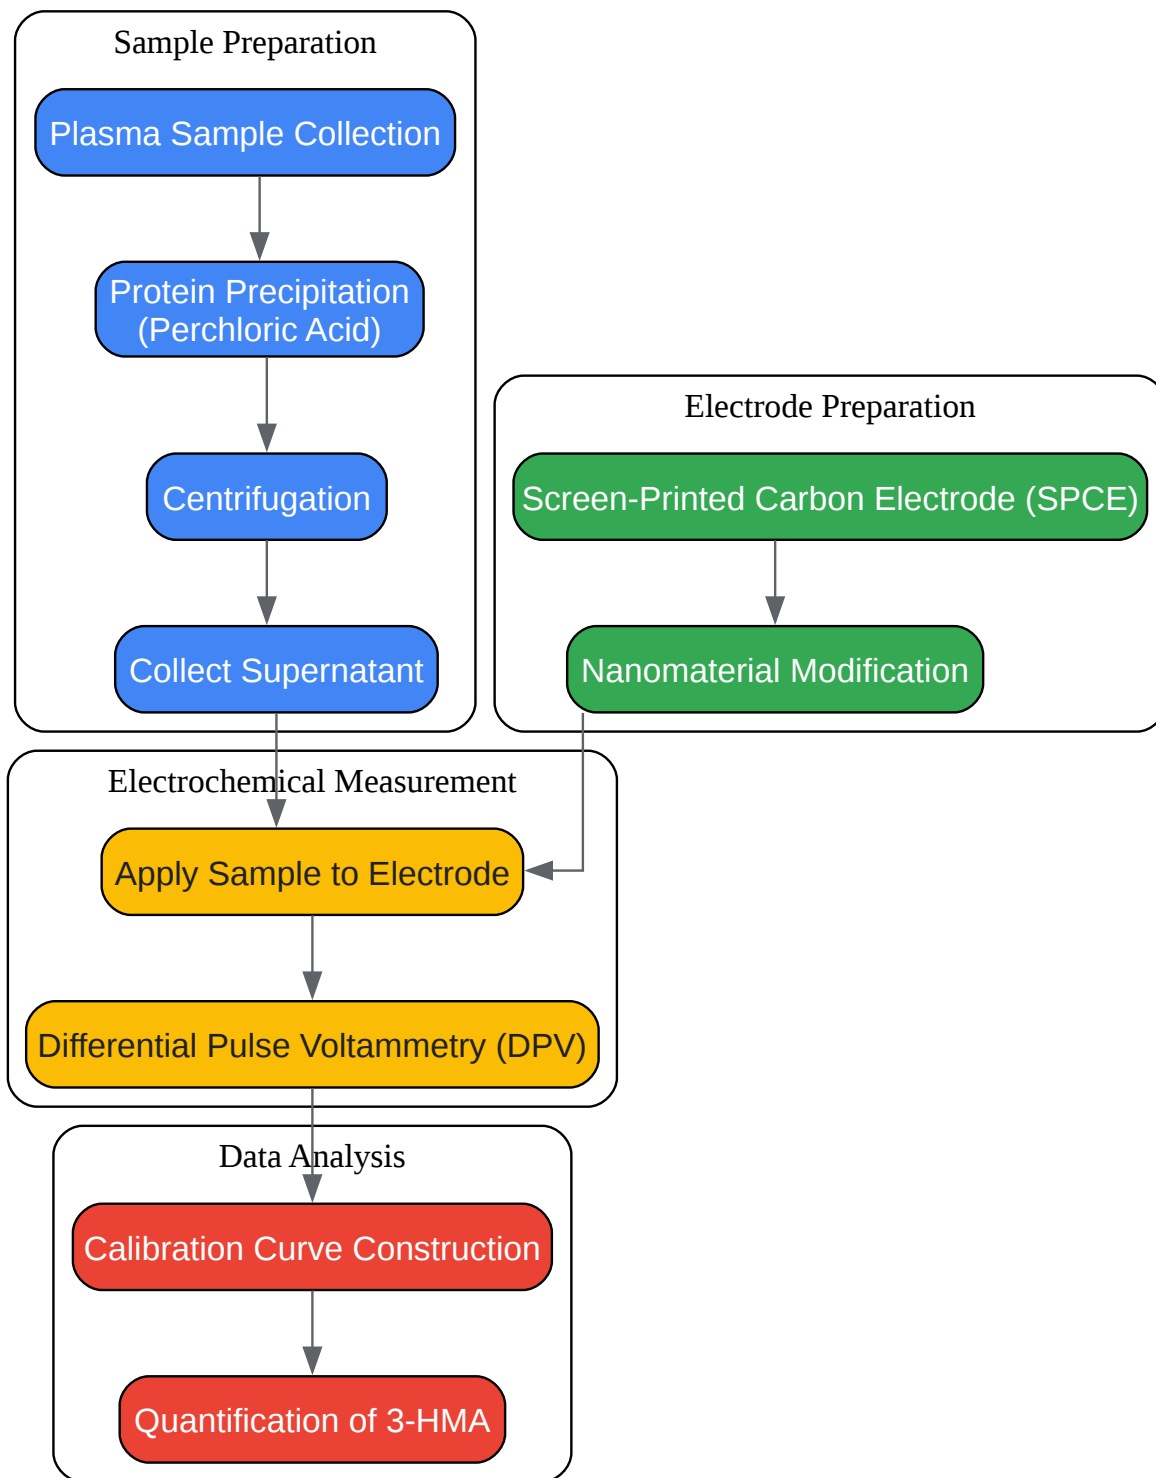 Sample Preparation
Plasma Sample Collection
Protein Precipitation
(Perchloric Acid)
Centrifugation
Collect Supernatant
Electrode Preparation
Screen-Printed Carbon Electrode (SPCE)
Nanomaterial Modification
Electrochemical Measurement
Apply Sample to Electrode
Differential Pulse Voltammetry (DPV)
Data Analysis
Calibration Curve Construction
Quantification of 3-HMA